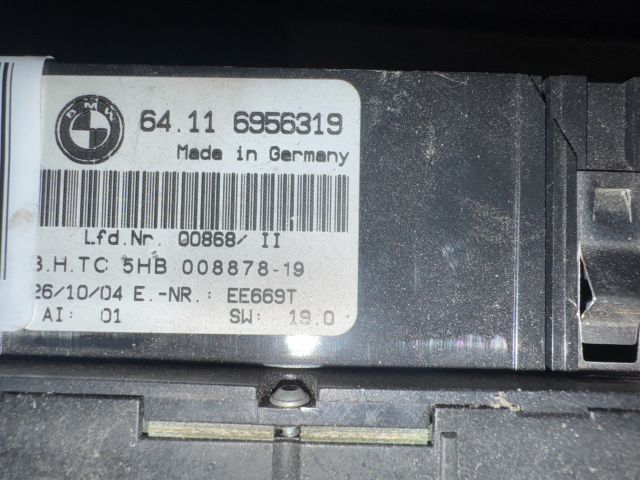 BMW
64.11 6956319
Made in Germany
Lfd.Nr. 00868/ II
B.H.TC 5HB 008878-19
26/10/04 E.-NR.: EE669T
AI: 01 SW: 19.0